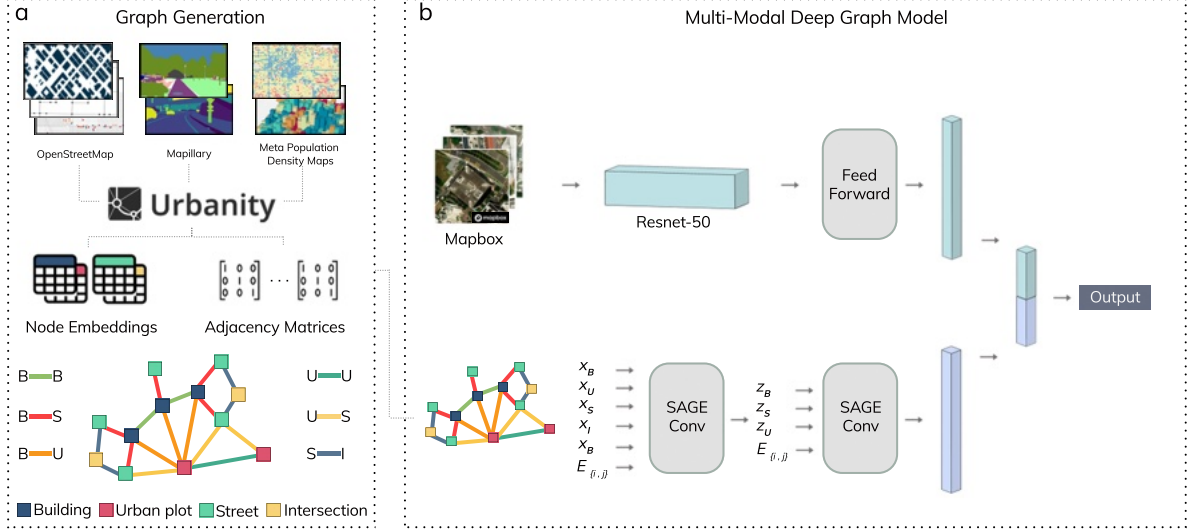 a
Graph Generation
OpenStreetMap
Mapillary
Meta Population
Density Maps
Urbanity
Node Embeddings
Adjacency Matrices
B B
B S
B U
U U
U S
S I
Building
Urban plot
Street
Intersection
b
Multi-Modal Deep Graph Model
mapbox
Mapbox
Resnet-50
Feed
Forward
Output
x_B
x_U
x_S
x_I
x_B
E_{i,j}
SAGE
Conv
z_B
z_S
z_U
E_{i,j}
SAGE
Conv